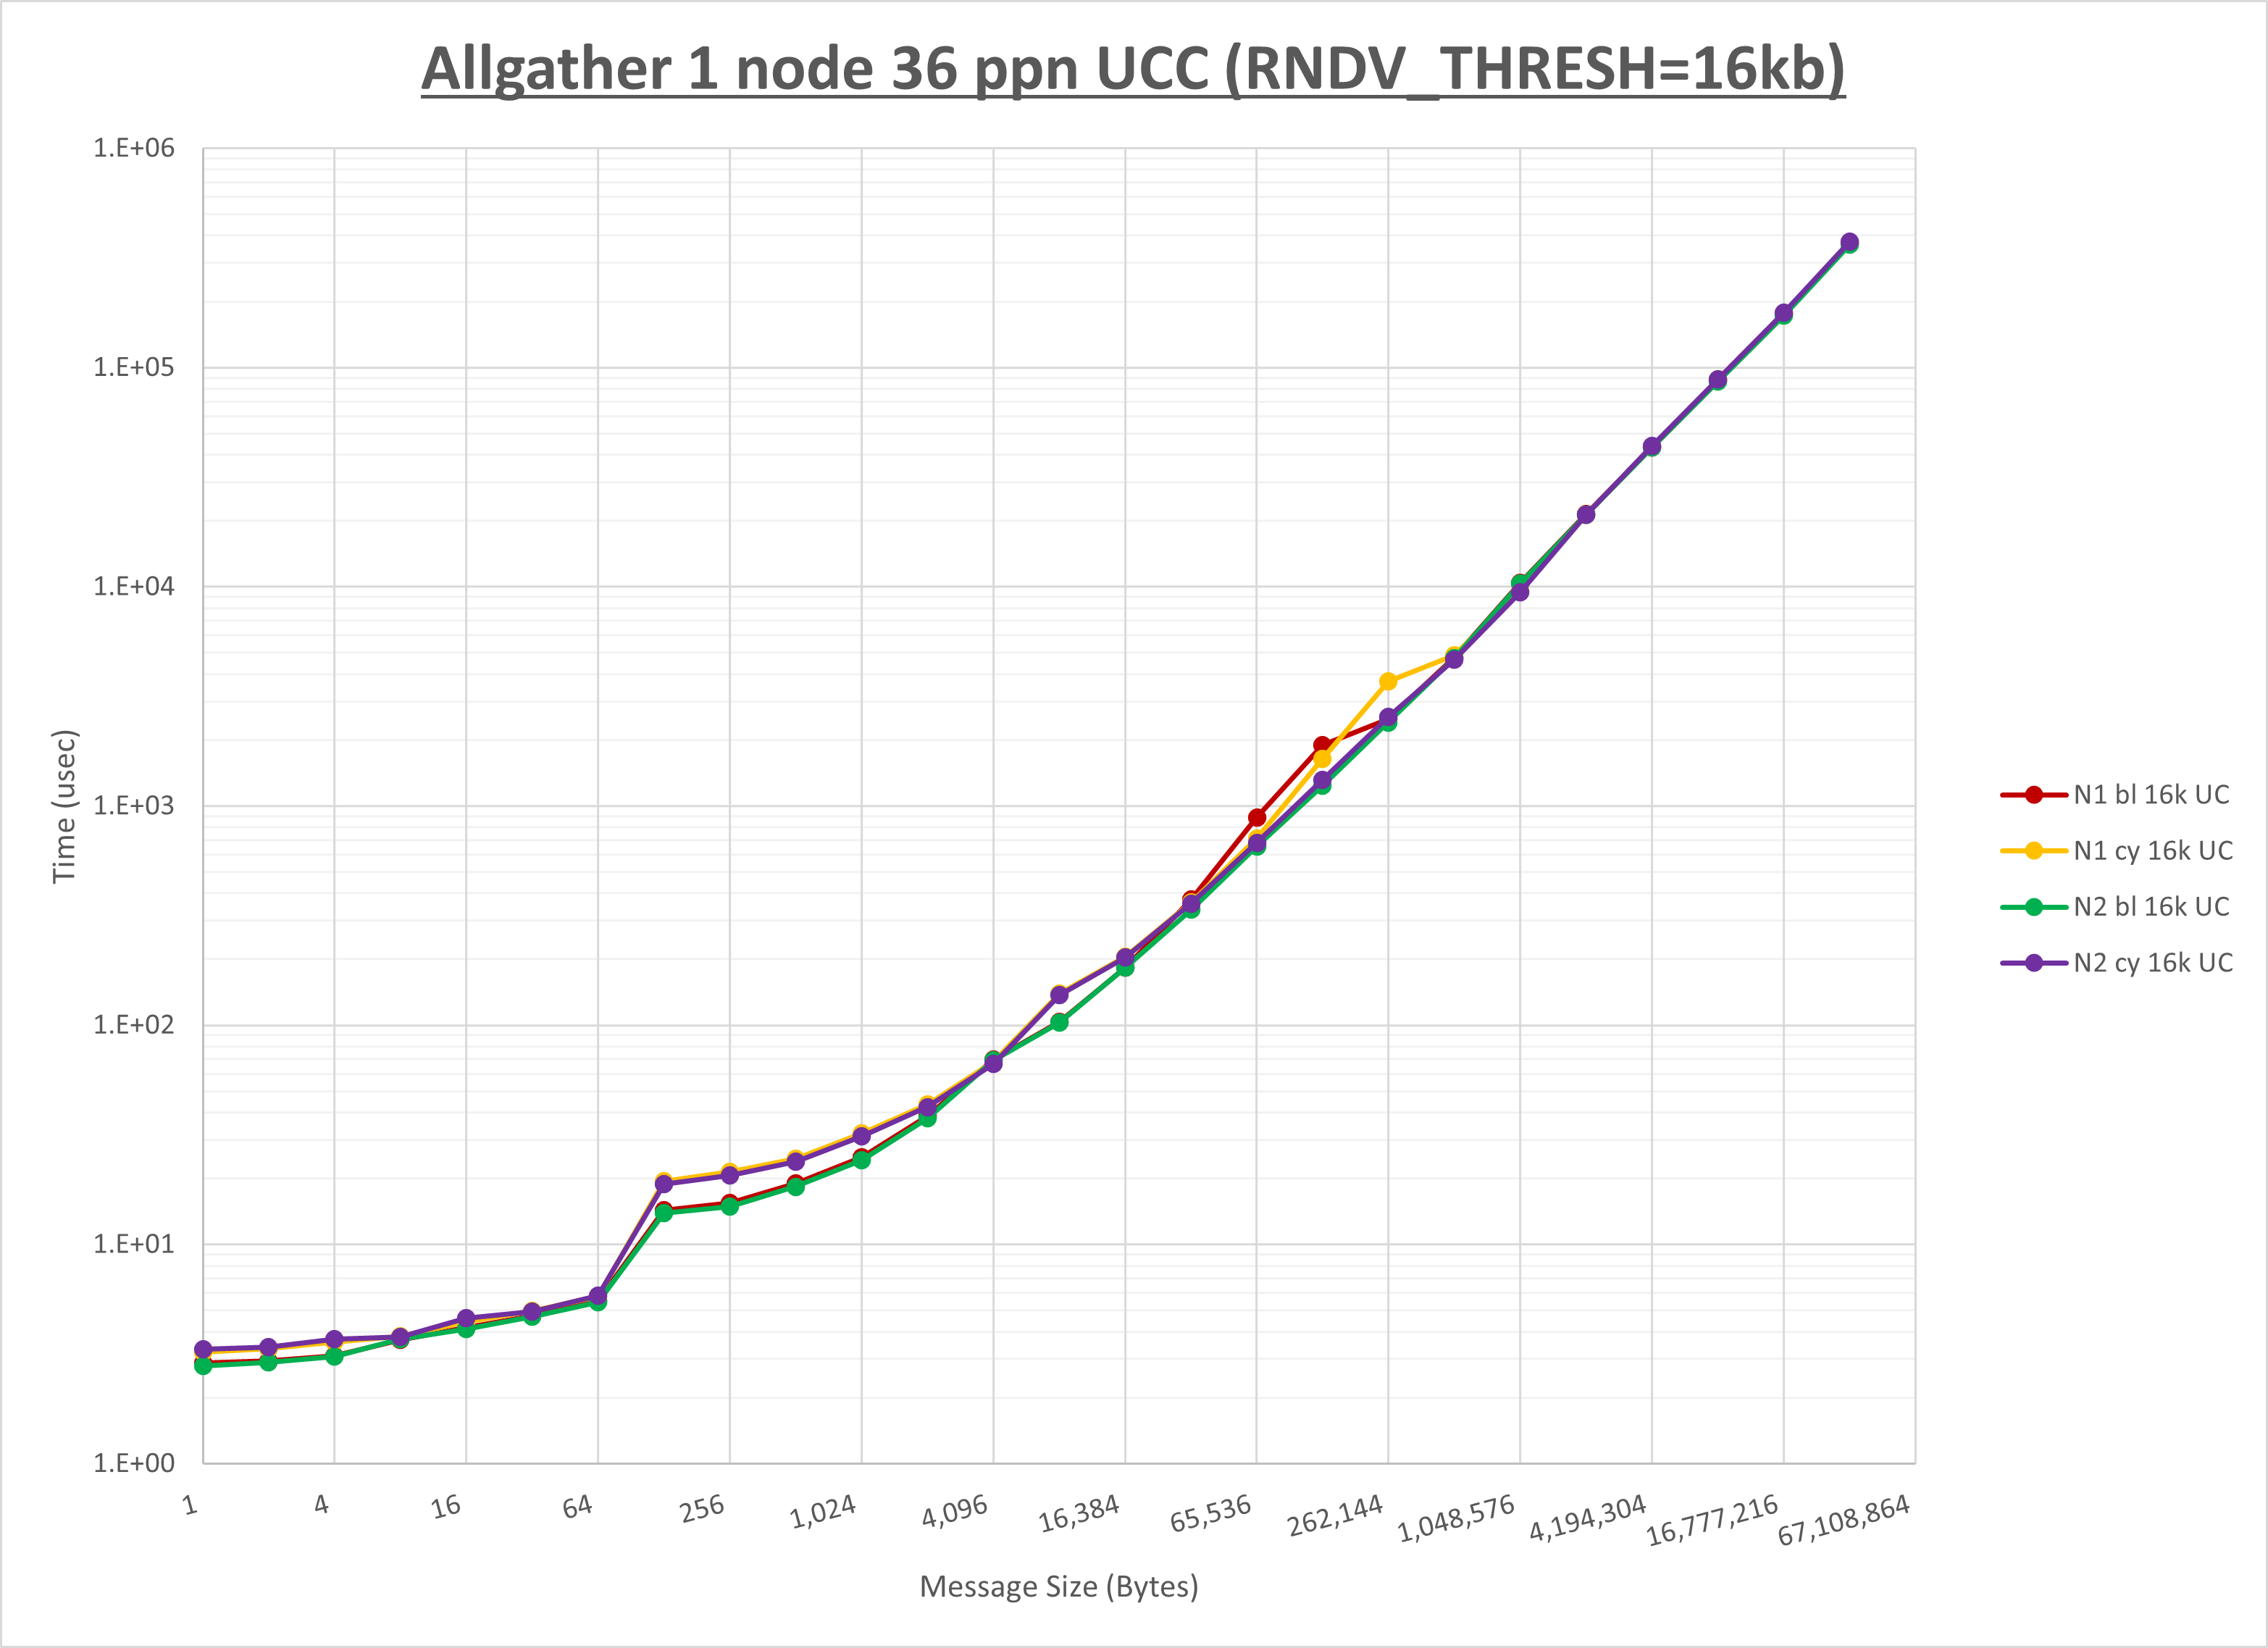 Allgather 1 node 36 ppn UCC (RNDV_THRESH=16kb)
1.E+06
1.E+05
1.E+04
1.E+03
1.E+02
1.E+01
1.E+00
Time (usec)
N1 bl 16k UC
N1 cy 16k UC
N2 bl 16k UC
N2 cy 16k UC
1 4 16 64 256 1,024 4,096 16,384 65,536 262,144 1,048,576 4,194,304 16,777,216 67,108,864
Message Size (Bytes)